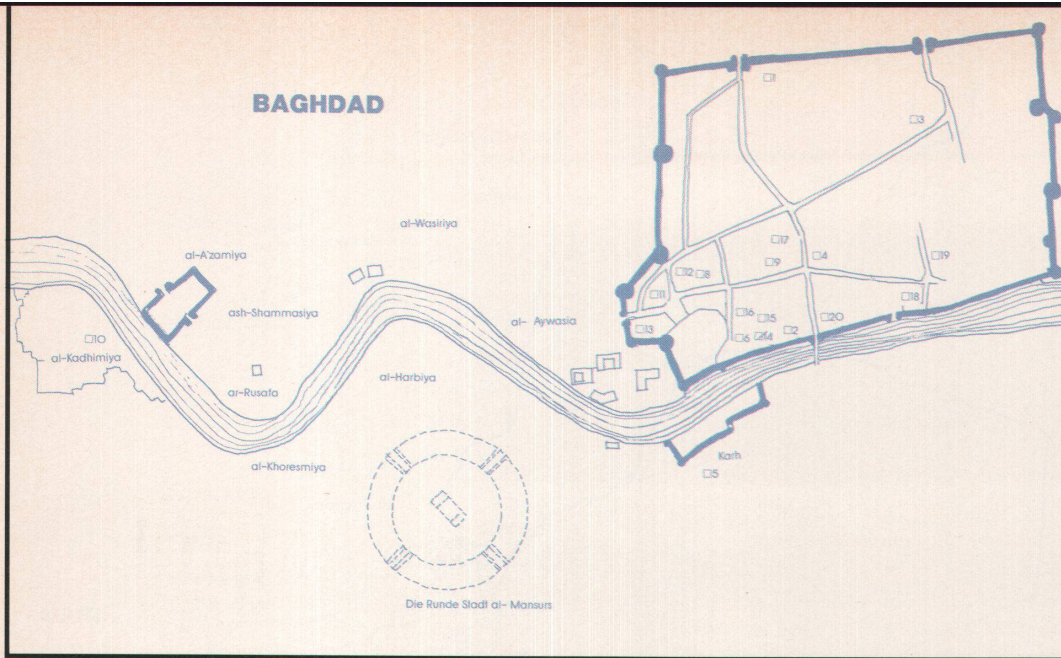 BAGHDAD
al-Wasiriya
al-A'zamiya
ash-Shammasiya
al-Kadhimiya
ar-Rusafa
al-Harbiya
al- Aywasia
al-Khoresmiya
Karh
Die Runde Stadt al- Mansurs
1
3
17
9
4
19
12
8
11
18
13
16
15
20
6
14
2
10
5